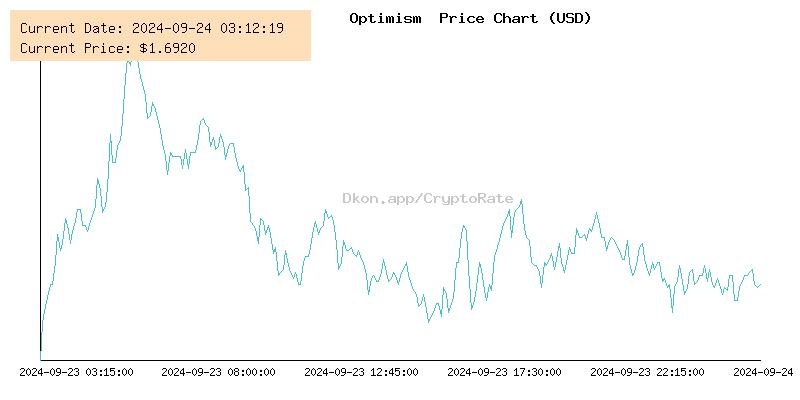 Optimism  Price Chart (USD)
Current Date: 2024-09-24 03:12:19
Current Price: $1.6920
Dkon.app/CryptoRate
2024-09-23 03:15:00 2024-09-23 08:00:00 2024-09-23 12:45:00 2024-09-23 17:30:00 2024-09-23 22:15:00 2024-09-24